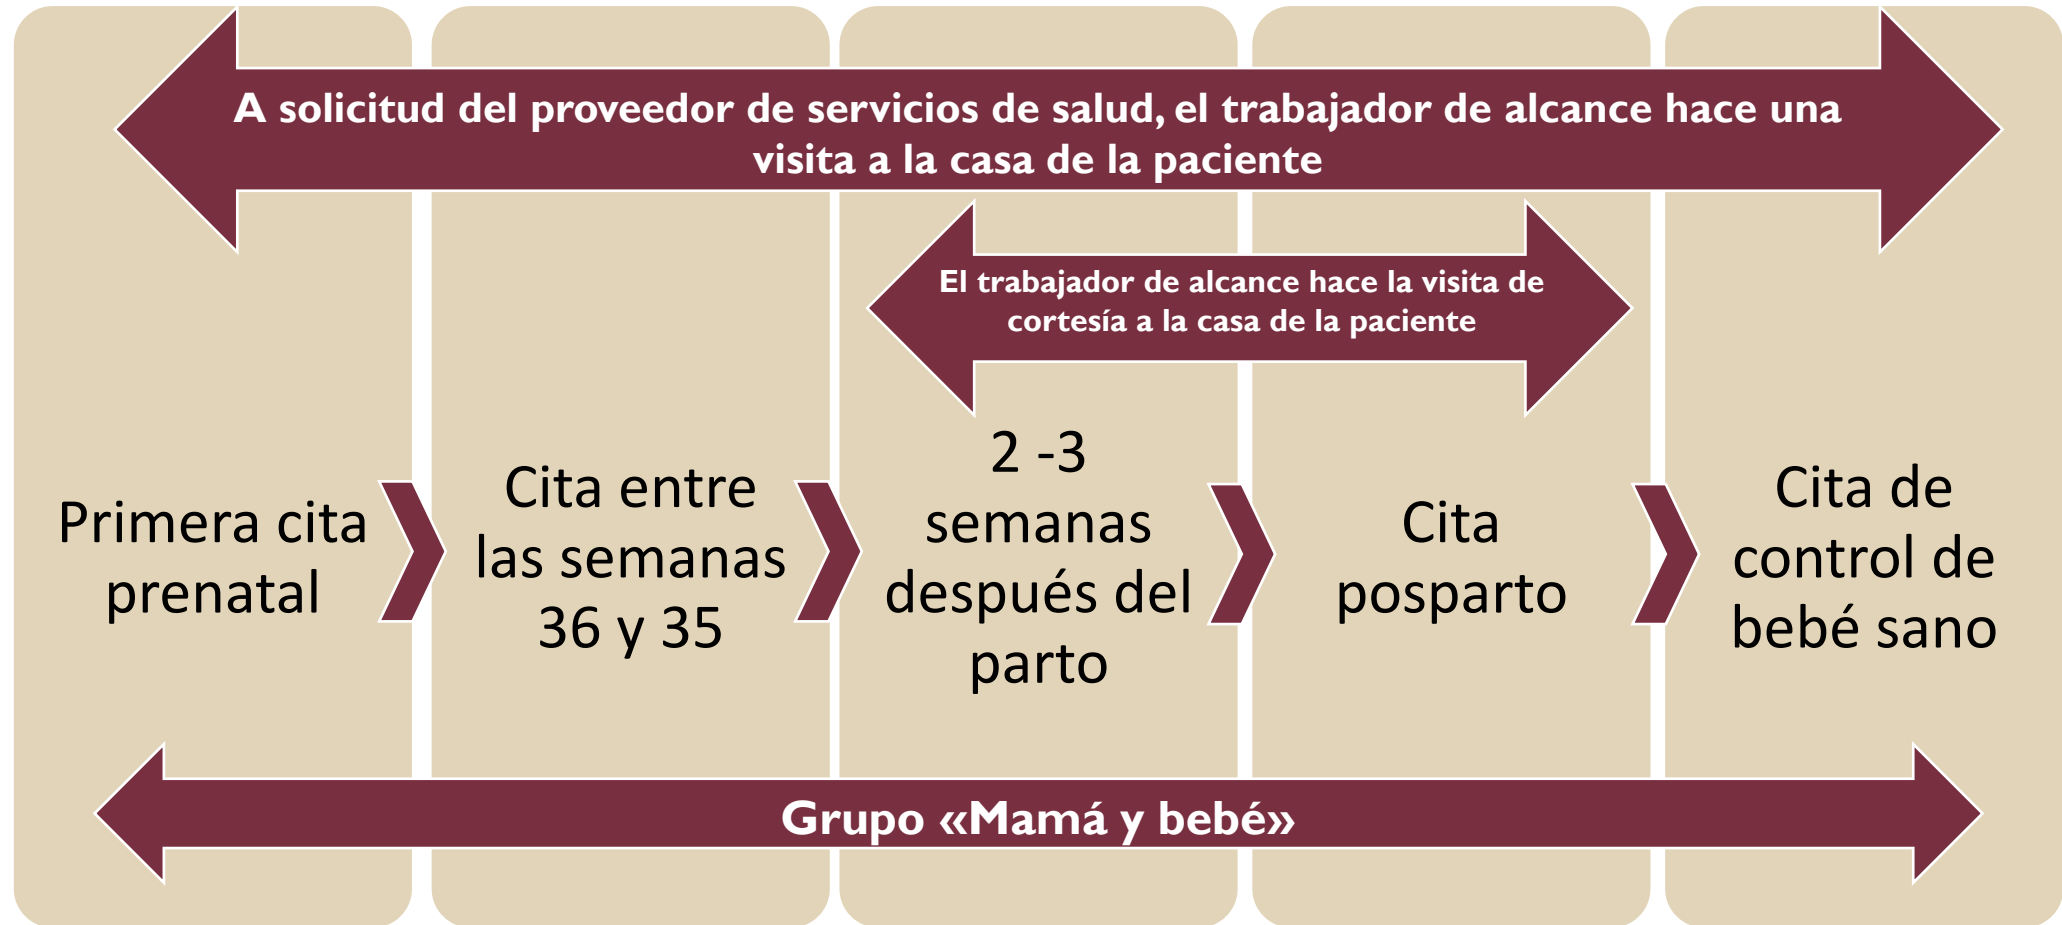 A solicitud del proveedor de servicios de salud, el trabajador de alcance hace una
visita a la casa de la paciente
El trabajador de alcance hace la visita de
cortesía a la casa de la paciente
Primera cita
prenatal
Cita entre
las semanas
36 y 35
2 -3
semanas
después del
parto
Cita
posparto
Cita de
control de
bebé sano
Grupo «Mamá y bebé»